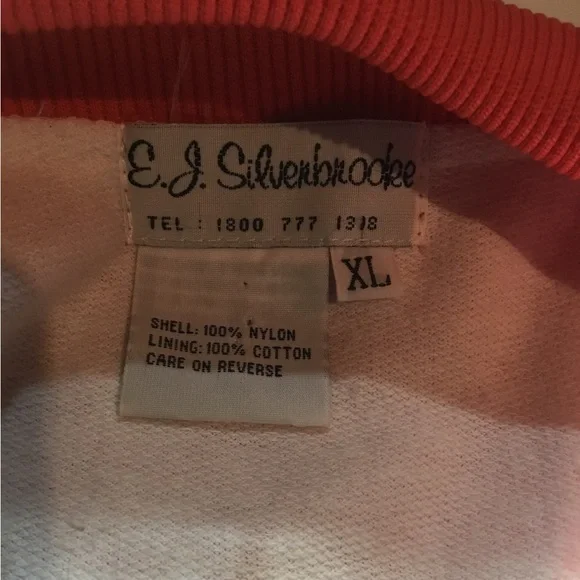 E.J. Silverbrooke
TEL : 1800 777 1318
XL
SHELL: 100% NYLON
LINING: 100% COTTON
CARE ON REVERSE